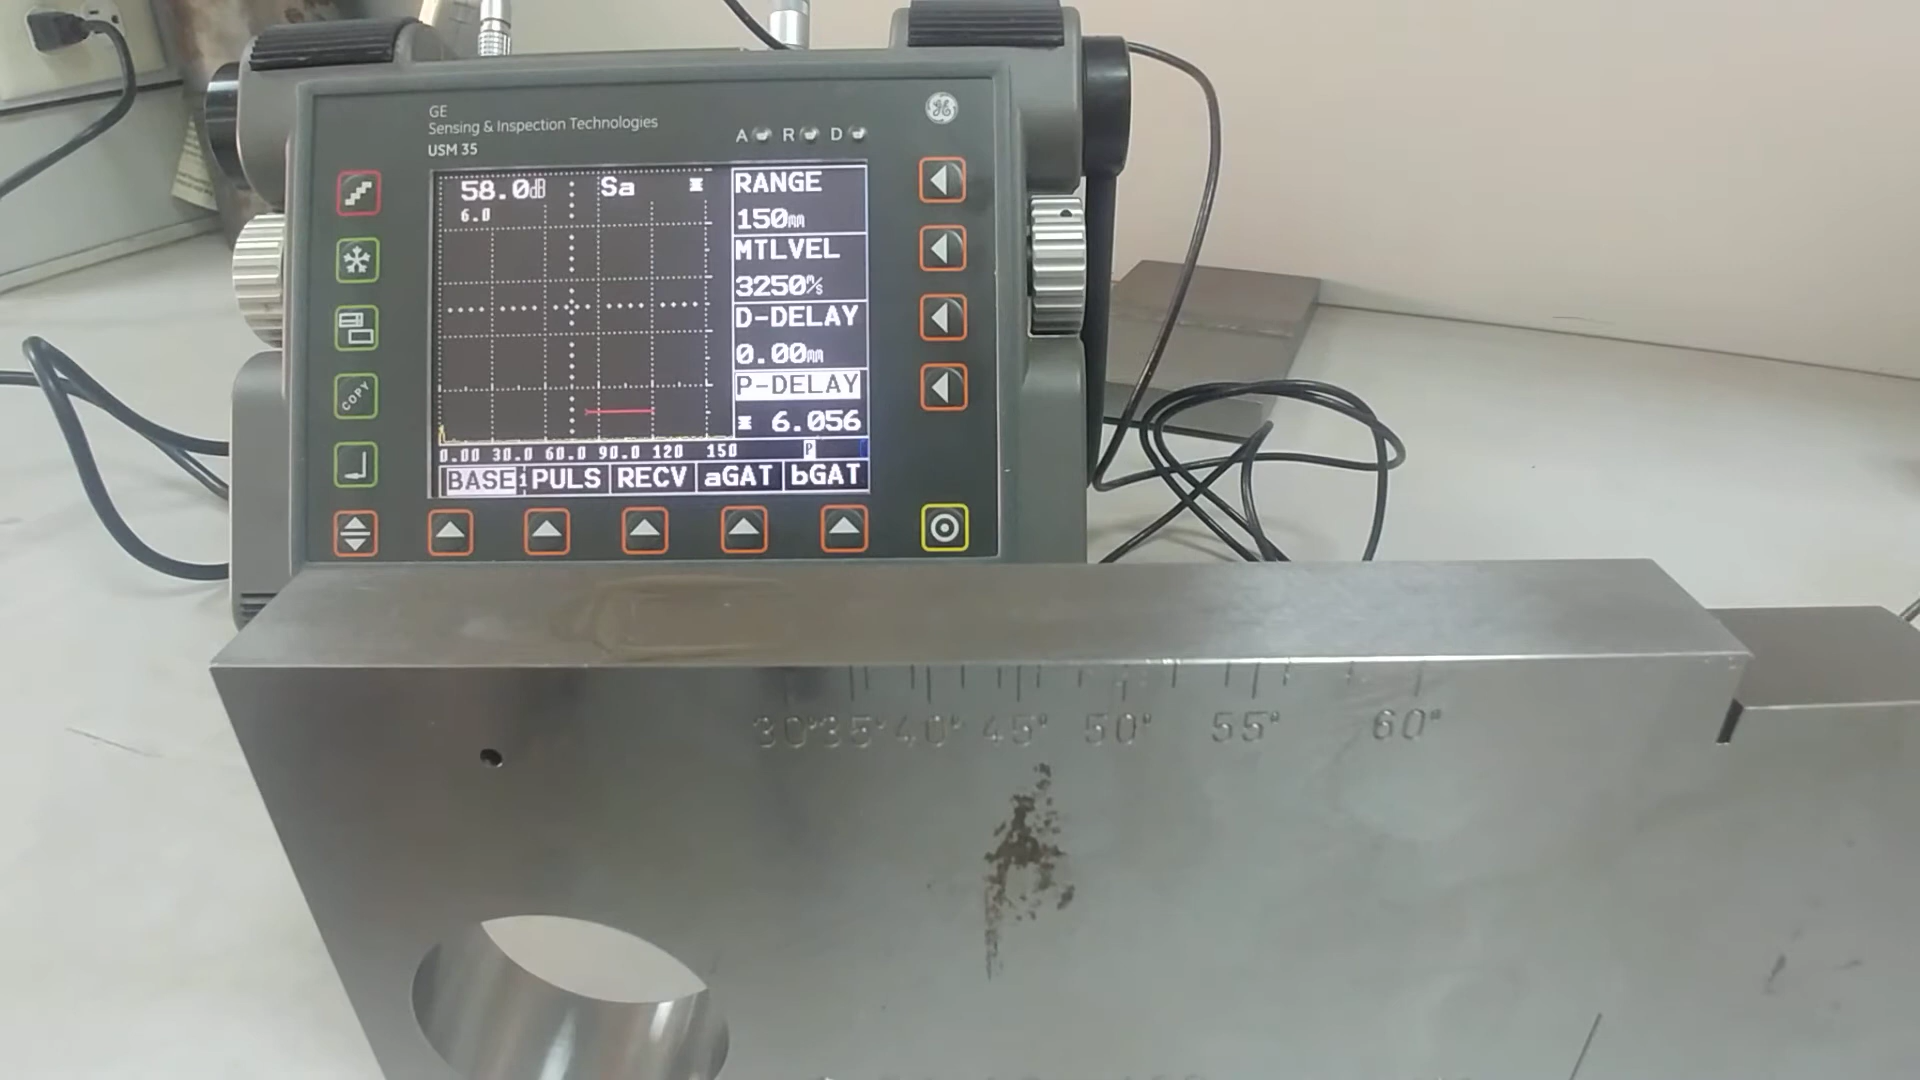 GE
Sensing & Inspection Technologies
USM 35
A R D
58.0dB
6.0
Sa
RANGE
150mm
MTLVEL
3250m/s
D-DELAY
0.00mm
P-DELAY
6.056
0.00 30.0 60.0 90.0 120 150 P
BASE1 PULS RECV aGAT bGAT
COPY
30° 35° 40° 45° 50° 55° 60°